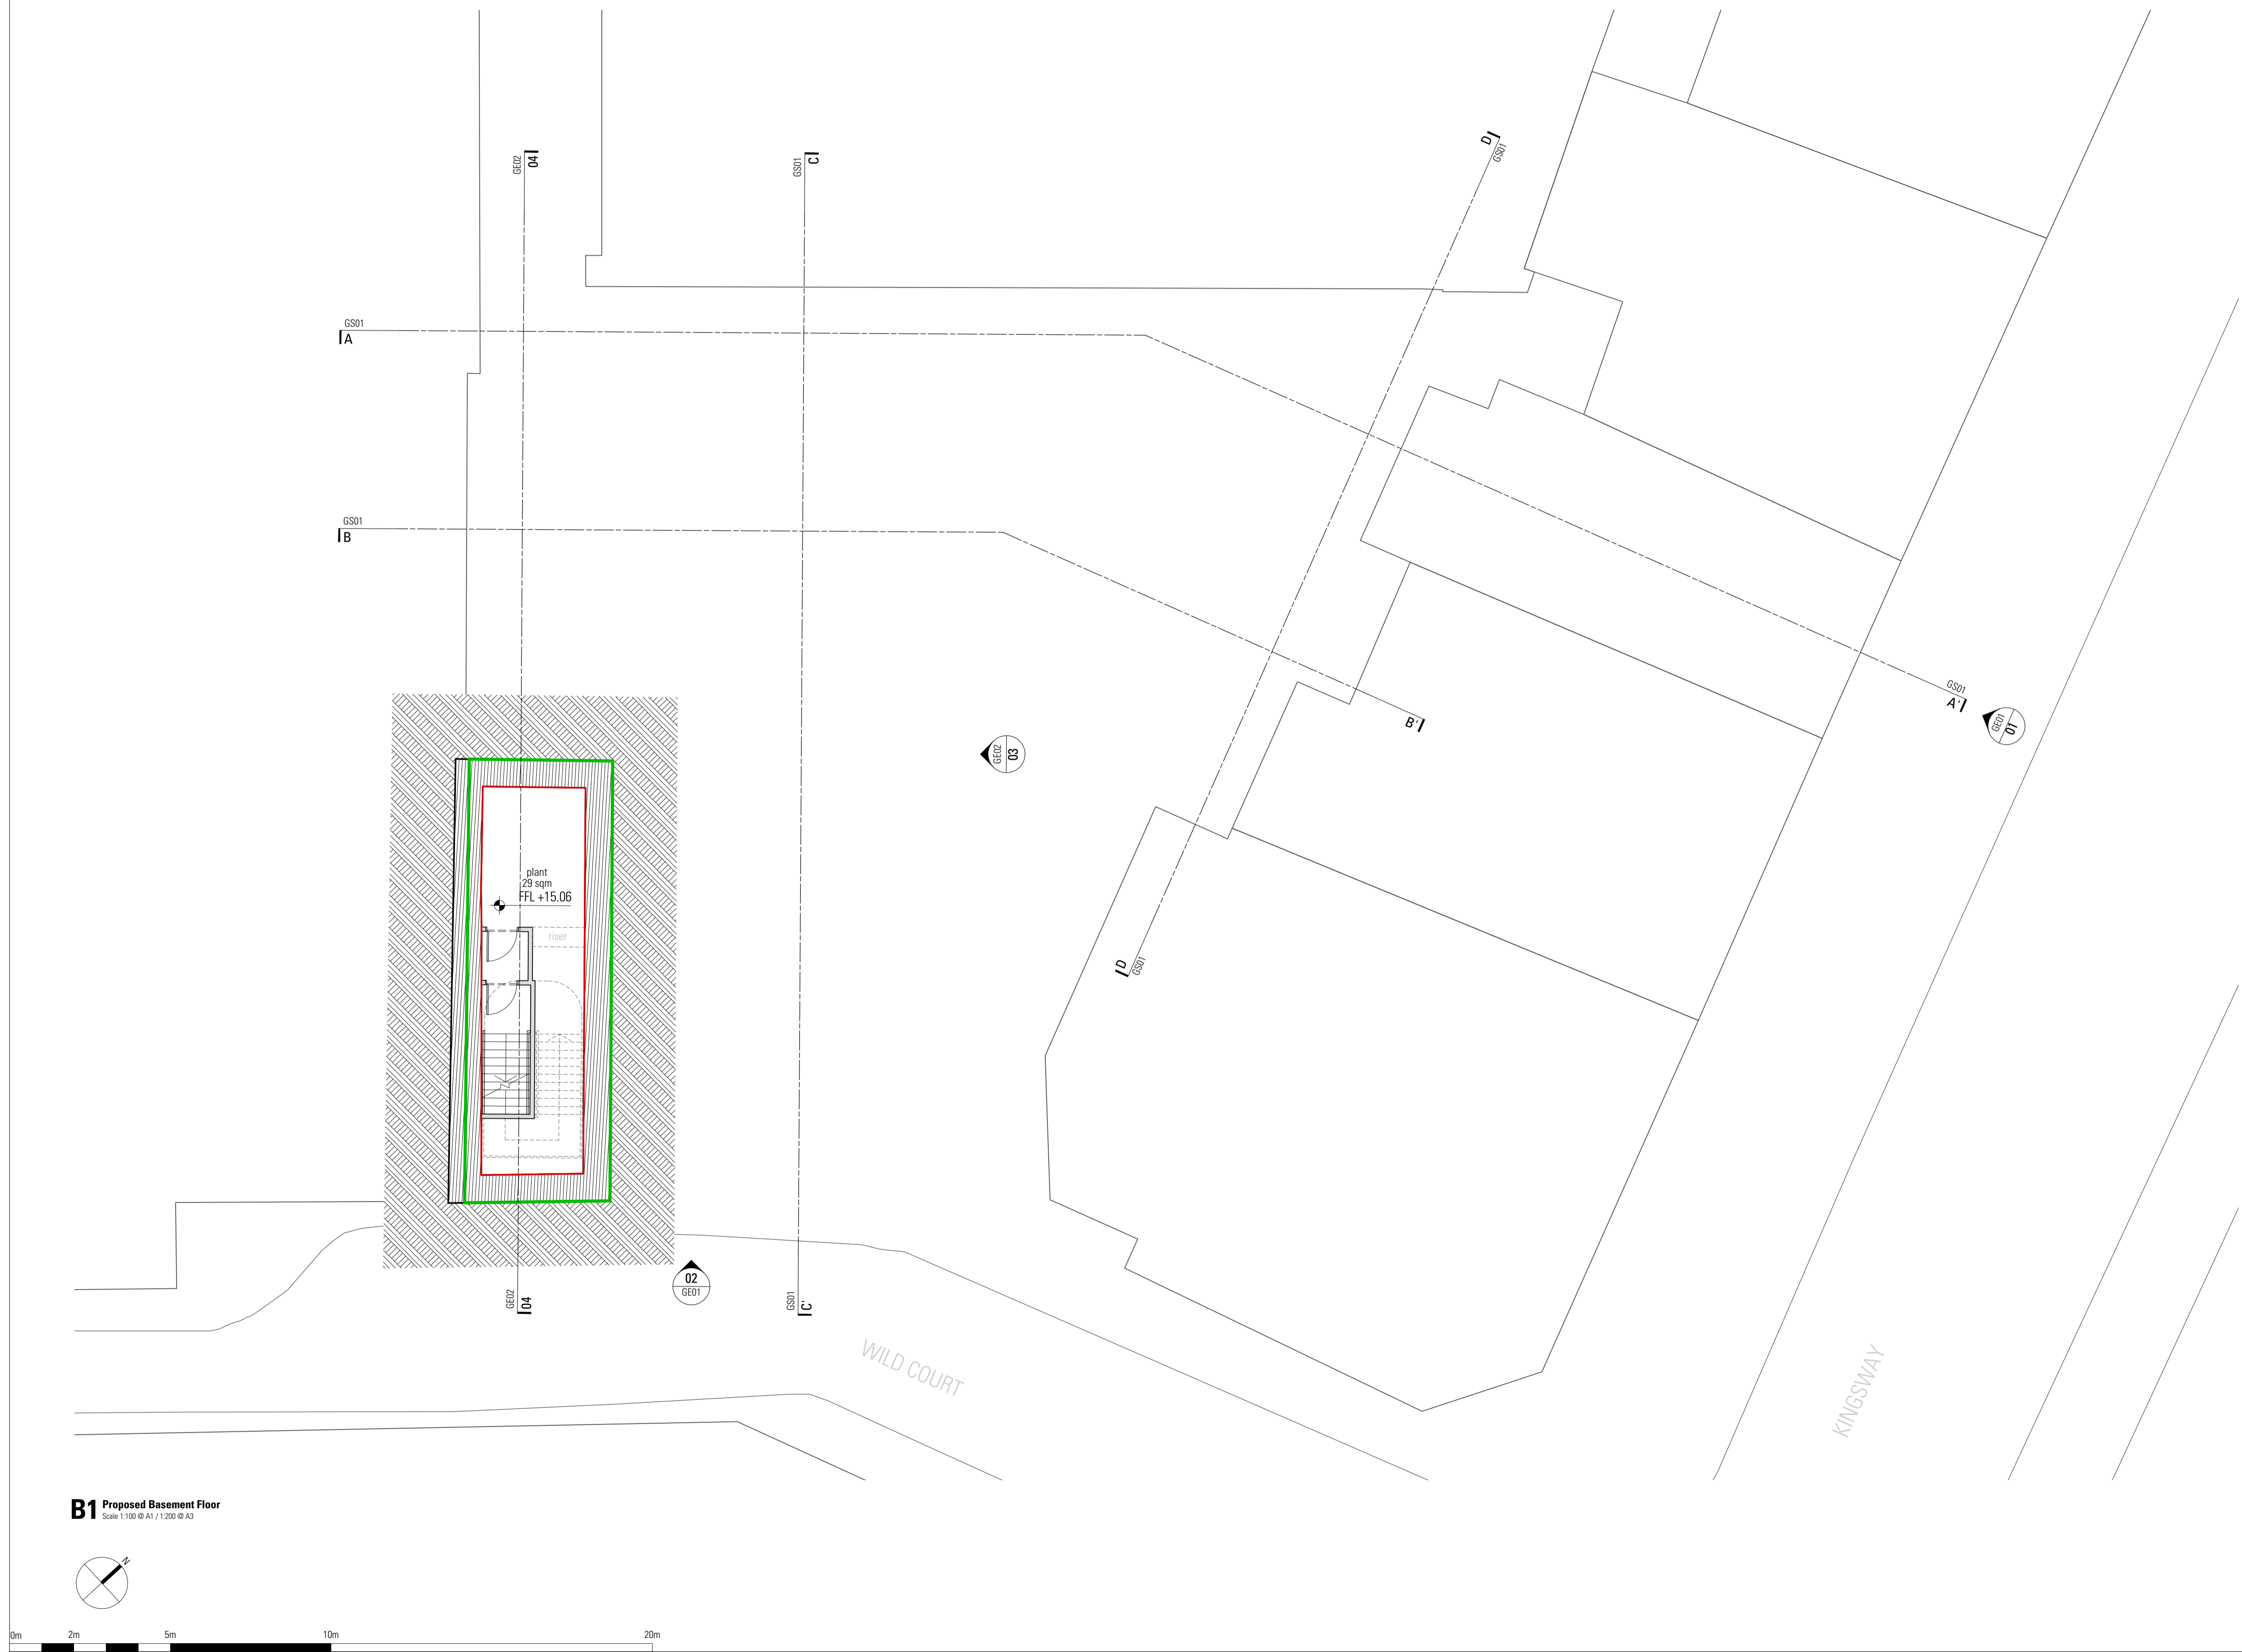 D
GS01
GE02
04
GS01
C
GS01
A
GS01
B
GS01
A'
GE01
01
B'
GE02
03
plant
29 sqm
FFL +15.06
riser
D
GS01
02
GE01
GE02
04
GS01
C'
WILD COURT
KINGSWAY
B1 Proposed Basement Floor
Scale 1:100 @ A1 / 1:200 @ A3
N
0m 2m 5m 10m 20m